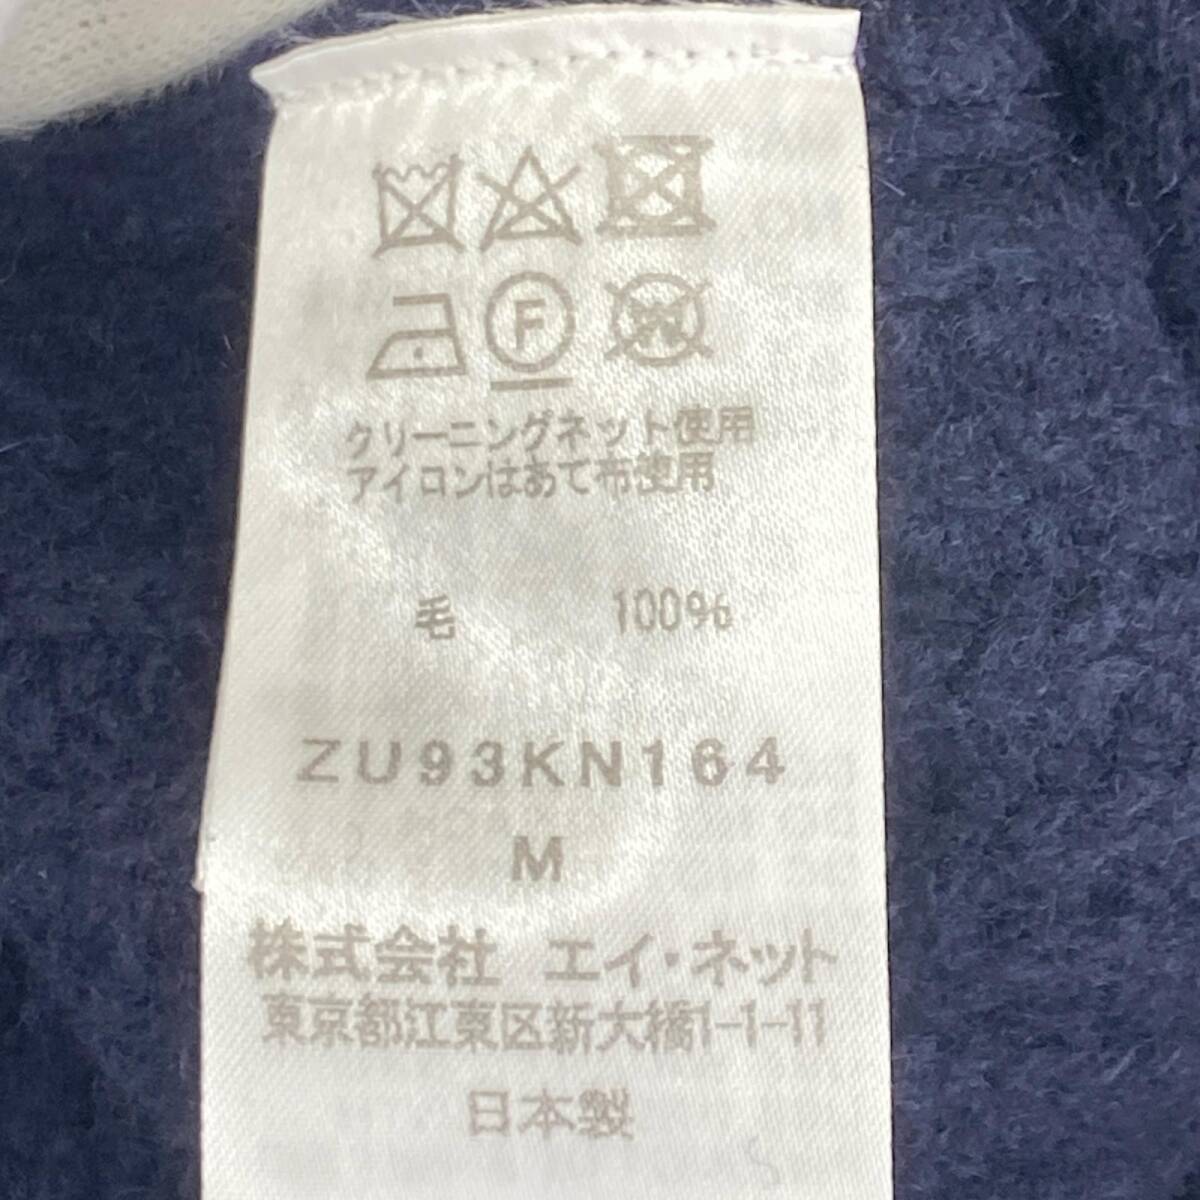 F
W
クリーニングネット使用
アイロンはあて布使用
毛 100%
ZU93KN164
M
株式会社 エイ・ネット
東京都江東区新大橋1-1-11
日本製